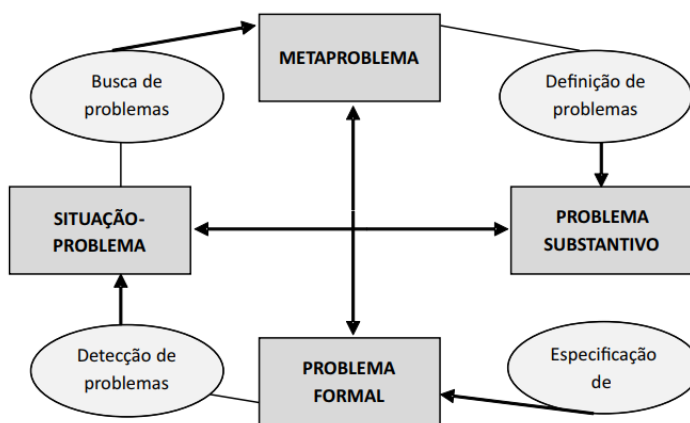 METAPROBLEMA
Busca de
problemas
Definição de
problemas
SITUAÇÃO-
PROBLEMA
PROBLEMA
SUBSTANTIVO
Detecção de
problemas
PROBLEMA
FORMAL
Especificação
de